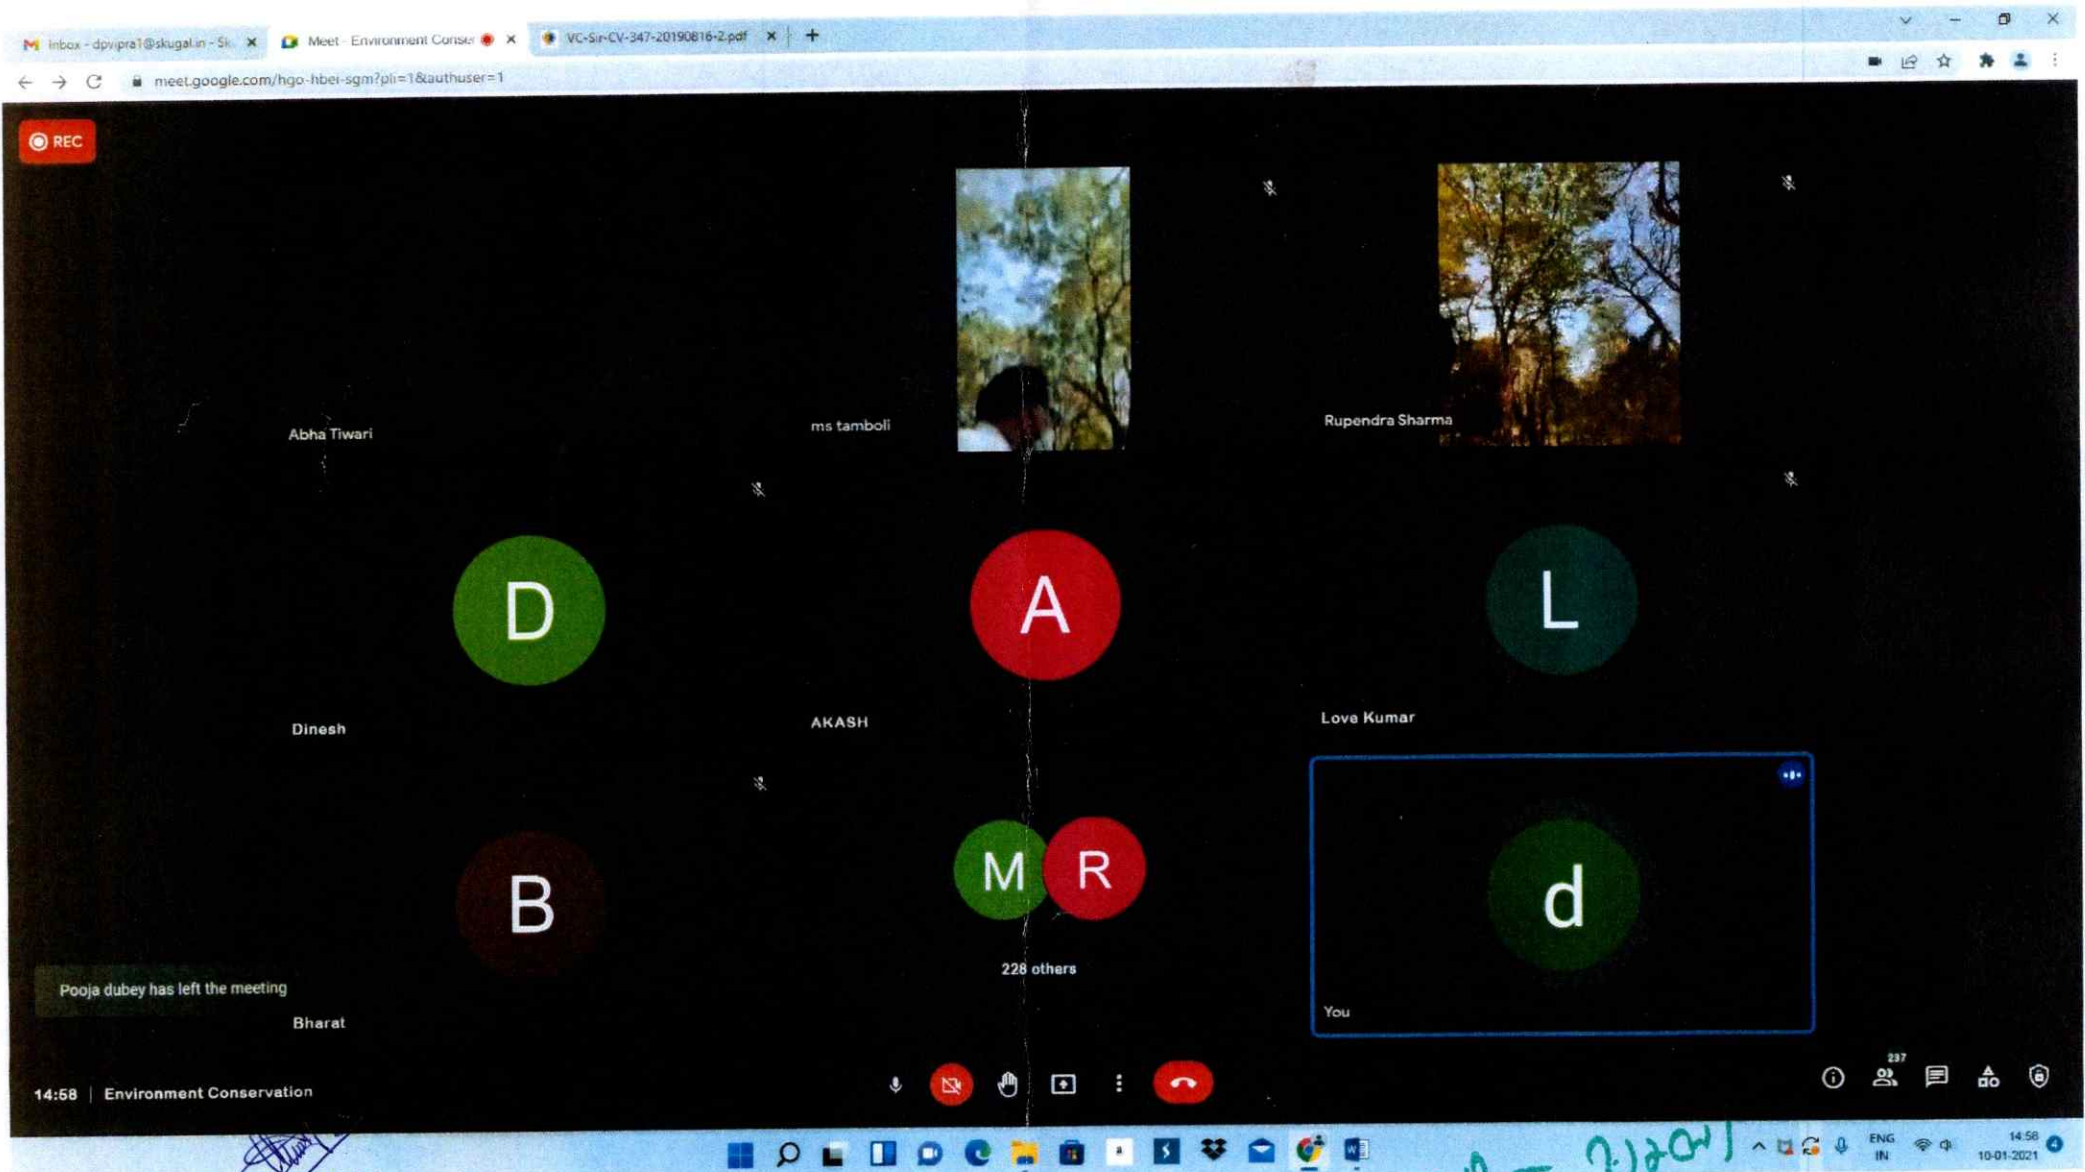 inbox - dpvipra1@skugal.in - Sk
Meet - Environment Conser
VC-Sir-CV-347-20190816-2.pdf
meet.google.com/hgo-hbei-sgm?pli=1&authuser=1
REC
Abha Tiwari
ms tamboli
Rupendra Sharma
D
A
L
Dinesh
AKASH
Love Kumar
B
M R
d
228 others
Pooja dubey has left the meeting
You
Bharat
237
14:58 | Environment Conservation
ENG
IN
14:58
10-01-2021
4